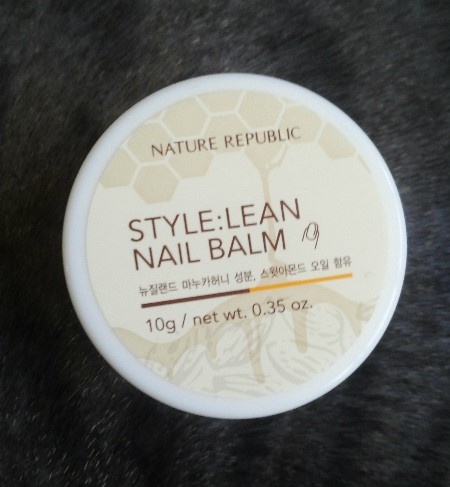 NATURE REPUBLIC
STYLE:LEAN
NAIL BALM
뉴질랜드 마누카허니 성분, 스윗아몬드 오일 함유
10g / net wt. 0.35 oz.